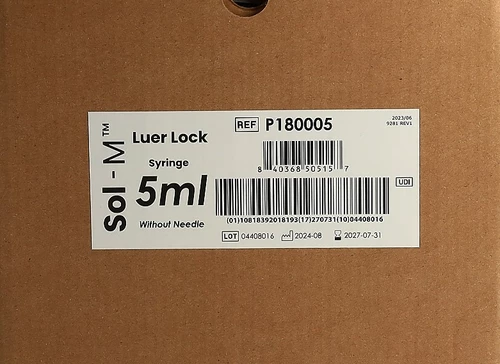 Sol-M™
Luer Lock
Syringe
5ml
Without Needle
REF P180005
2023/06
9281 REV1
8 40368 50515 7
UDI
(01)10818392018193(17)270731(10)04408016
LOT 04408016 2024-08 2027-07-31